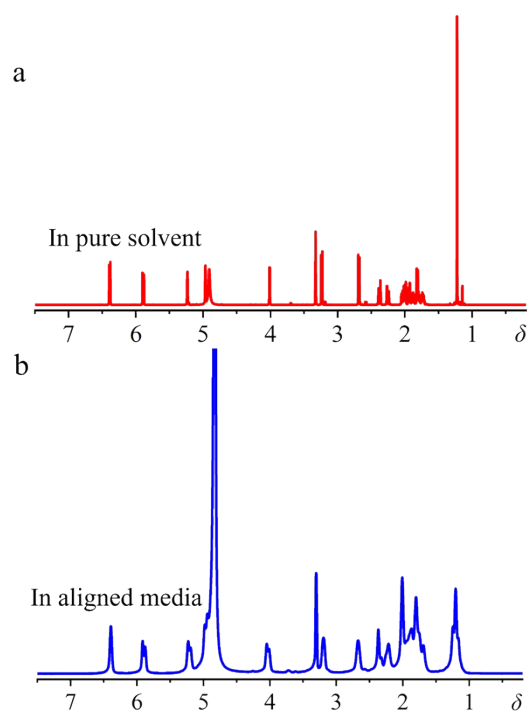 a
In pure solvent
7 6 5 4 3 2 1 δ
b
In aligned media
7 6 5 4 3 2 1 δ